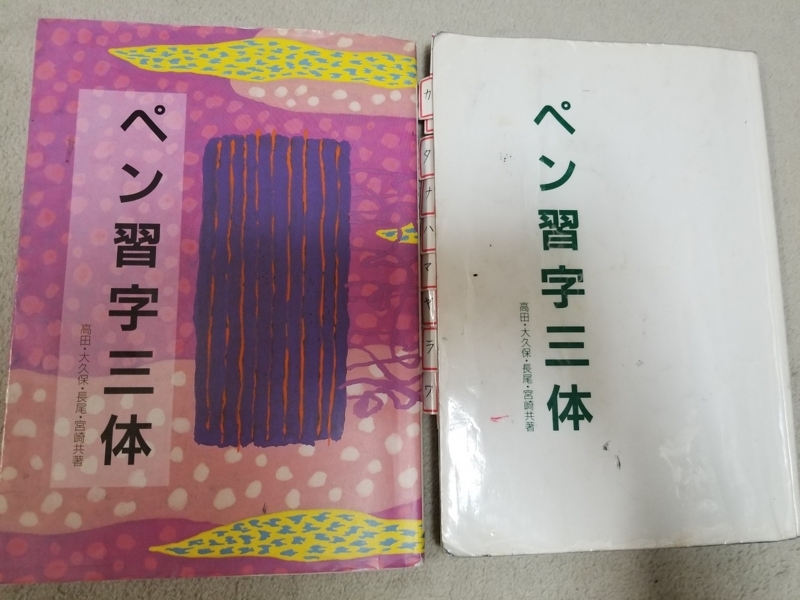 ペン習字三体
高田・大久保・長尾・宮崎共著
カ
タ
ナ
ハ
マ
ヤ
ラ
ワ
ペン習字三体
高田・大久保・長尾・宮崎共著